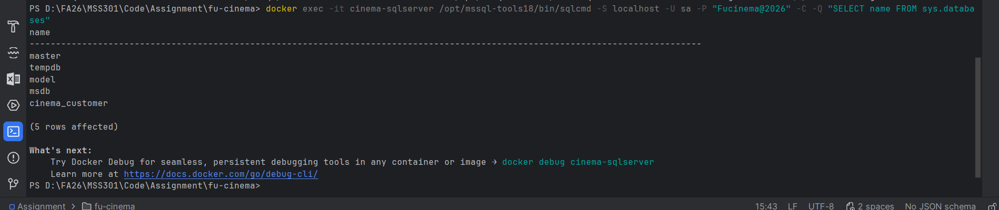 PS D:\FA26\MSS301\Code\Assignment\fu-cinema> docker exec -it cinema-sqlserver /opt/mssql-tools18/bin/sqlcmd -S localhost -U sa -P "Fucinema@2026" -C -Q "SELECT name FROM sys.databa
ses"
name
--------------------------------------------------------------------------------------------------------------------------------
master
tempdb
model
msdb
cinema_customer
(5 rows affected)
What's next:
Try Docker Debug for seamless, persistent debugging tools in any container or image → docker debug cinema-sqlserver
Learn more at https://docs.docker.com/go/debug-cli/
PS D:\FA26\MSS301\Code\Assignment\fu-cinema>
Assignment > fu-cinema 15:43 LF UTF-8 2 spaces No JSON schema